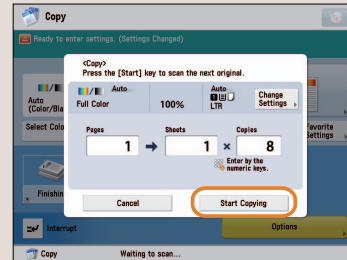 Copy
Ready to enter settings. (Settings Changed)
<Copy>
Press the [Start] key to scan the next original.
Auto
(Color/Bla
Auto
Full Color
100%
Auto
LTR
Change
Settings
Select Colo
Favorite
Settings
Pages
Sheets
Copies
1
1
×
8
Enter by the
numeric keys.
Finishin
Cancel
Start Copying
Interrupt
Options
Copy
Waiting to scan...